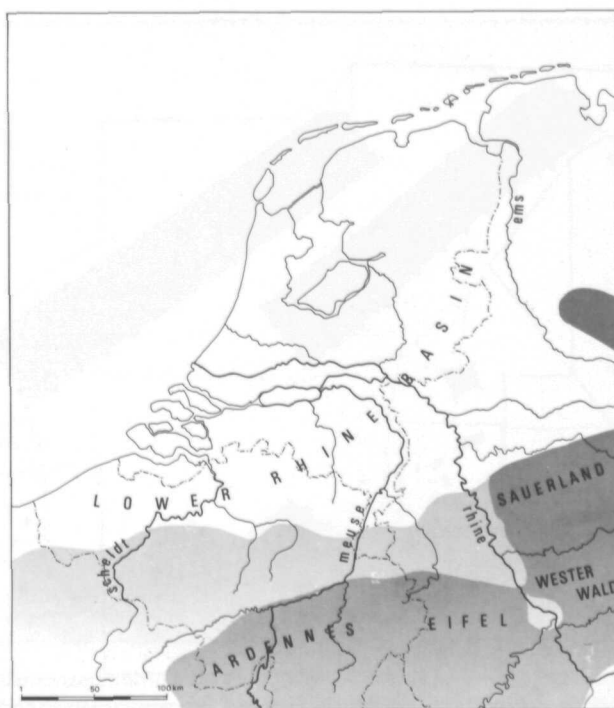 ems
LOWER RHINE BASIN
SAUERLAND
rhine
meuse
scheldt
WESTER
WALD
EIFEL
ARDENNES
1 50 100km